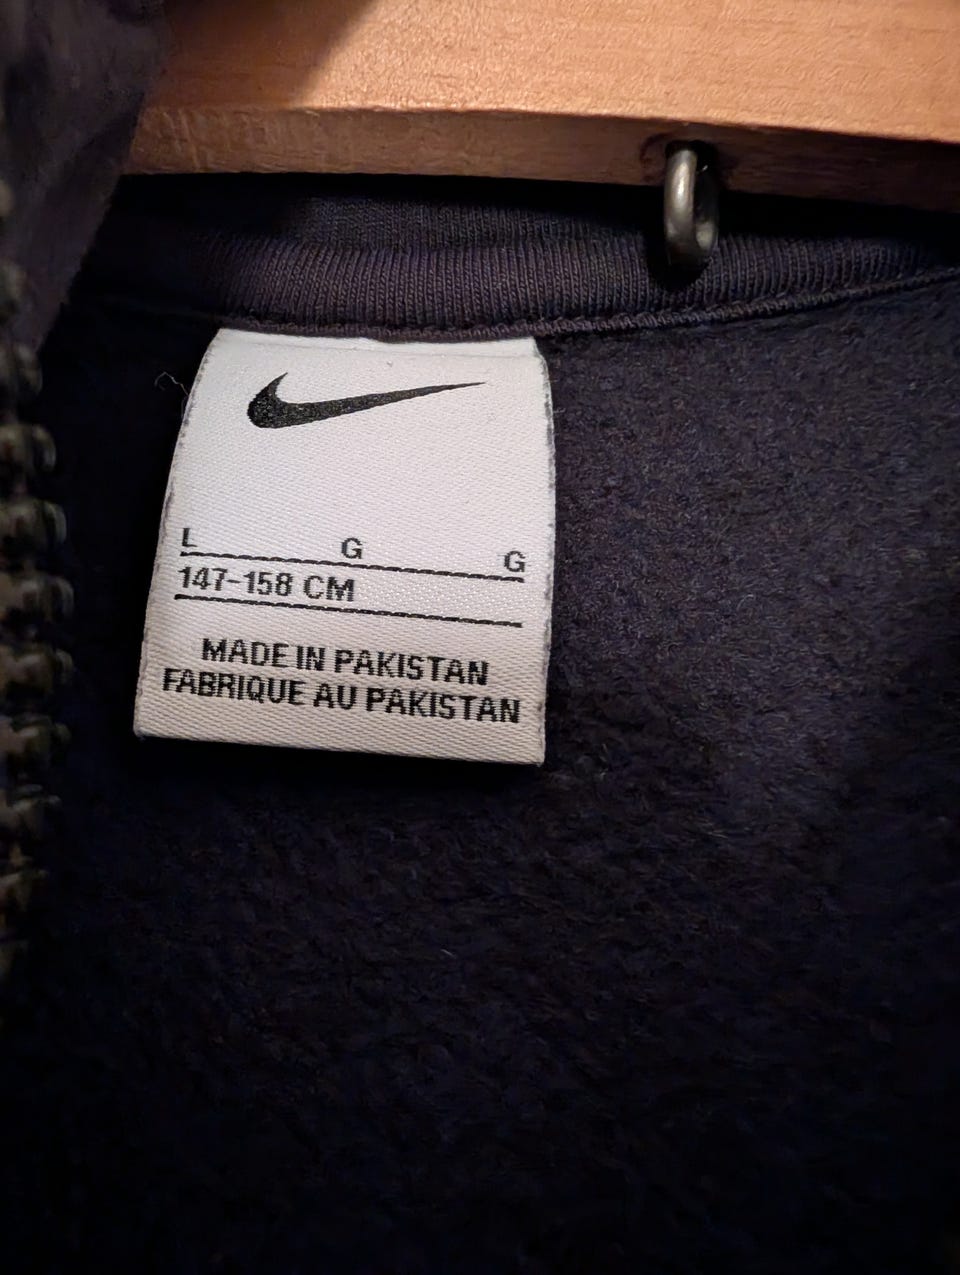 L G G
147-158 CM
MADE IN PAKISTAN
FABRIQUE AU PAKISTAN